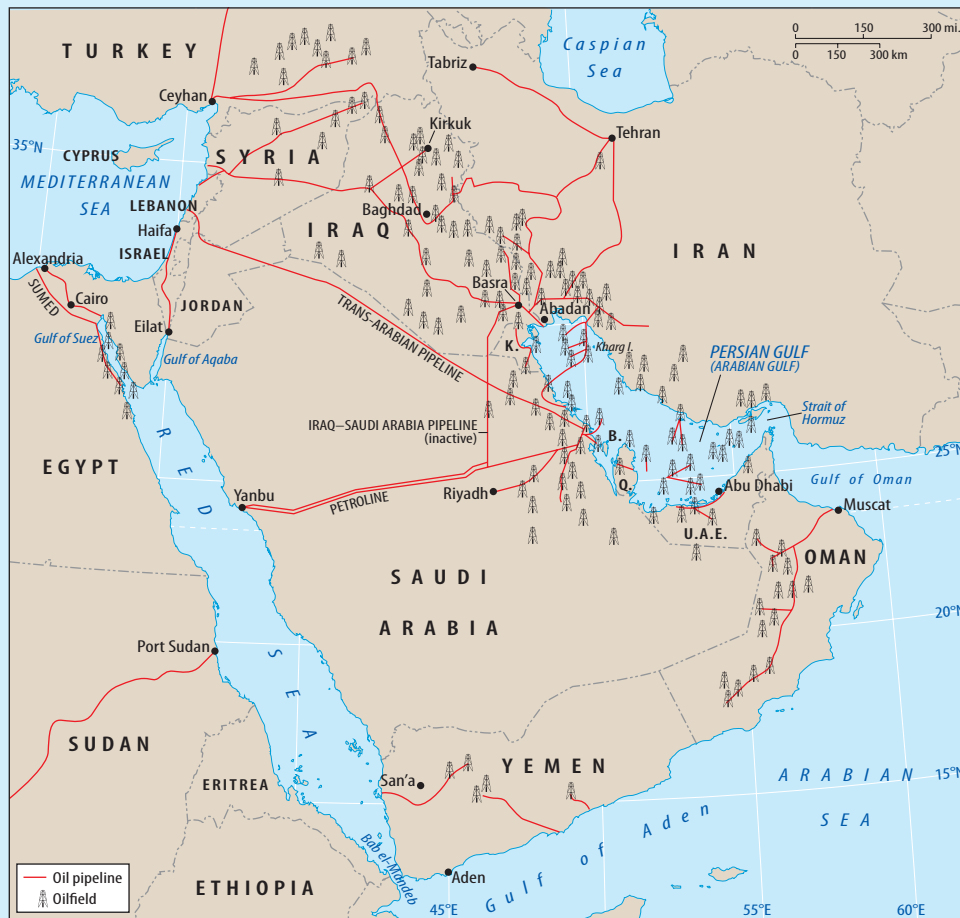 0 150 300 mi.
0 150 300 km
TURKEY
Caspian
Sea
Tabriz
Ceyhan
Tehran
Kirkuk
35°N
CYPRUS
SYRIA
MEDITERRANEAN
SEA
LEBANON
Baghdad
Haifa
IRAQ
IRAN
ISRAEL
Alexandria
SUMED
Cairo
JORDAN
Basra
Abadan
Gulf of Suez
Eilat
TRANS-ARABIAN PIPELINE
K.
Kharg I.
Gulf of Aqaba
PERSIAN GULF
(ARABIAN GULF)
Strait of
Hormuz
IRAQ–SAUDI ARABIA PIPELINE
(inactive)
B.
25°N
EGYPT
Q.
Gulf of Oman
Yanbu
PETROLINE
Riyadh
Abu Dhabi
Muscat
U.A.E.
OMAN
RED SEA
SAUDI
ARABIA
20°N
Port Sudan
SUDAN
YEMEN
San'a
ERITREA
ARABIAN
SEA
15°N
Bab el-Mandeb
Gulf of Aden
Aden
ETHIOPIA
Oil pipeline
Oilfield
45°E
55°E
60°E